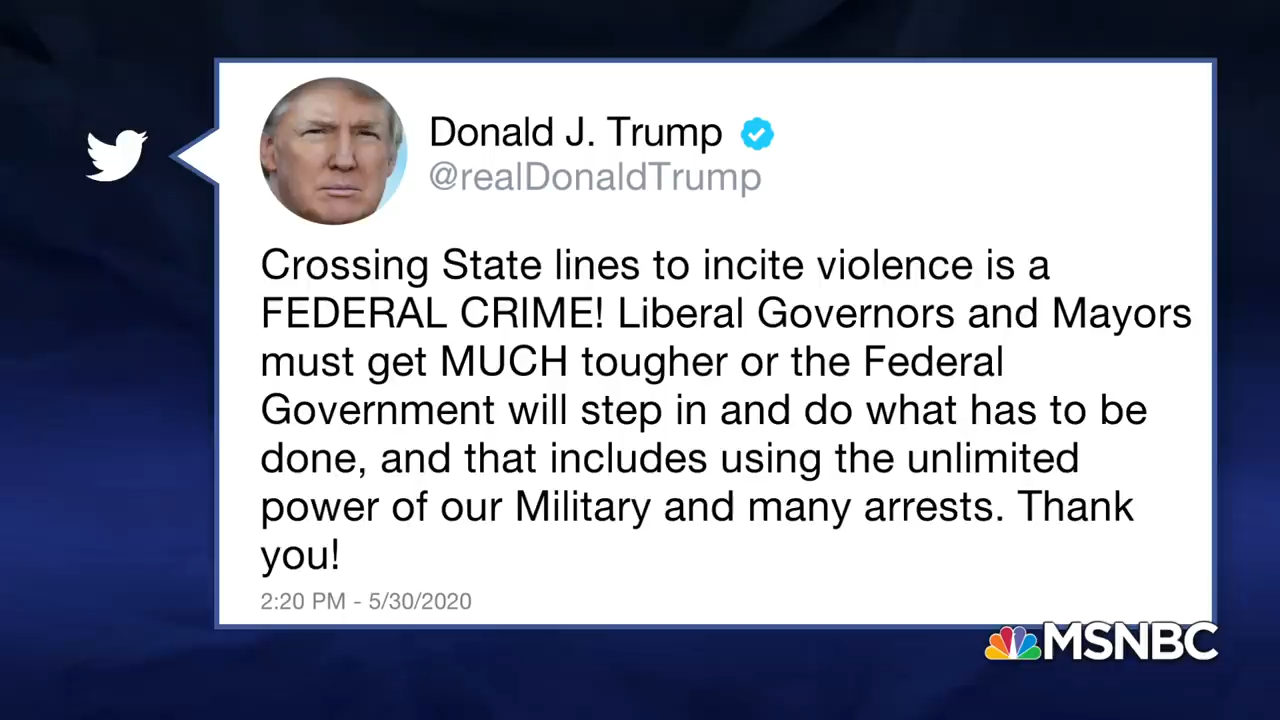 Donald J. Trump
@realDonaldTrump
Crossing State lines to incite violence is a
FEDERAL CRIME! Liberal Governors and Mayors
must get MUCH tougher or the Federal
Government will step in and do what has to be
done, and that includes using the unlimited
power of our Military and many arrests. Thank
you!
2:20 PM - 5/30/2020
MSNBC